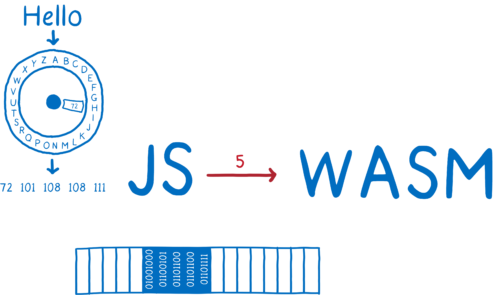 Hello
A B C D E F G H I J K L M N O P Q R S T U V W X Y Z
72
72 101 108 108 111
JS 5 WASM
01001000
01100101
01101100
01101100
01101111